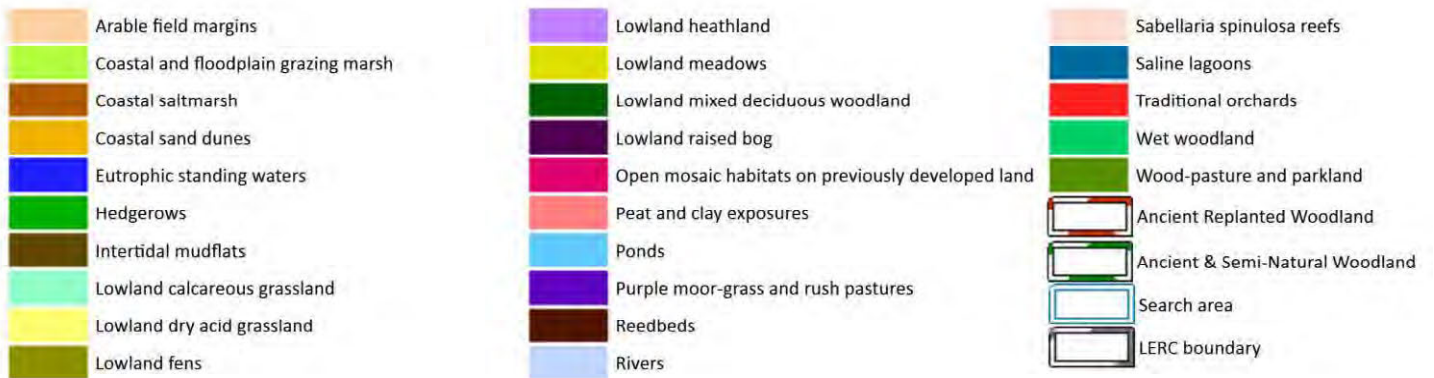 Arable field margins
Coastal and floodplain grazing marsh
Coastal saltmarsh
Coastal sand dunes
Eutrophic standing waters
Hedgerows
Intertidal mudflats
Lowland calcareous grassland
Lowland dry acid grassland
Lowland fens
Lowland heathland
Lowland meadows
Lowland mixed deciduous woodland
Lowland raised bog
Open mosaic habitats on previously developed land
Peat and clay exposures
Ponds
Purple moor-grass and rush pastures
Reedbeds
Rivers
Sabellaria spinulosa reefs
Saline lagoons
Traditional orchards
Wet woodland
Wood-pasture and parkland
Ancient Replanted Woodland
Ancient & Semi-Natural Woodland
Search area
LERC boundary